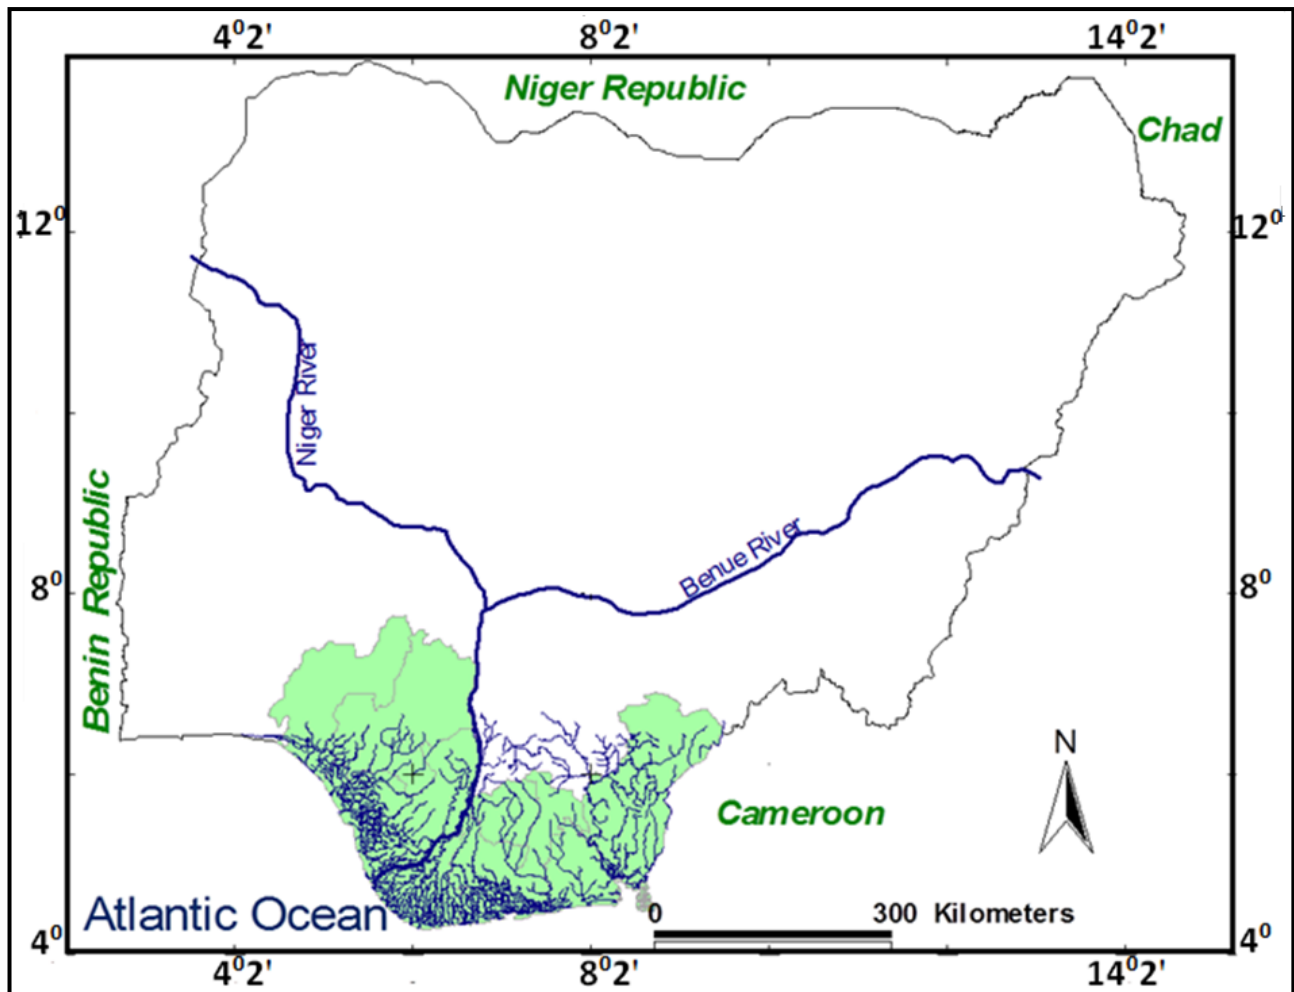 4⁰2' 8⁰2' 14⁰2'
Niger Republic
Chad
12⁰ 12⁰
Niger River
Benin Republic
Benue River
8⁰ 8⁰
N
Cameroon
Atlantic Ocean
0 300 Kilometers
4⁰ 4⁰
4⁰2' 8⁰2' 14⁰2'